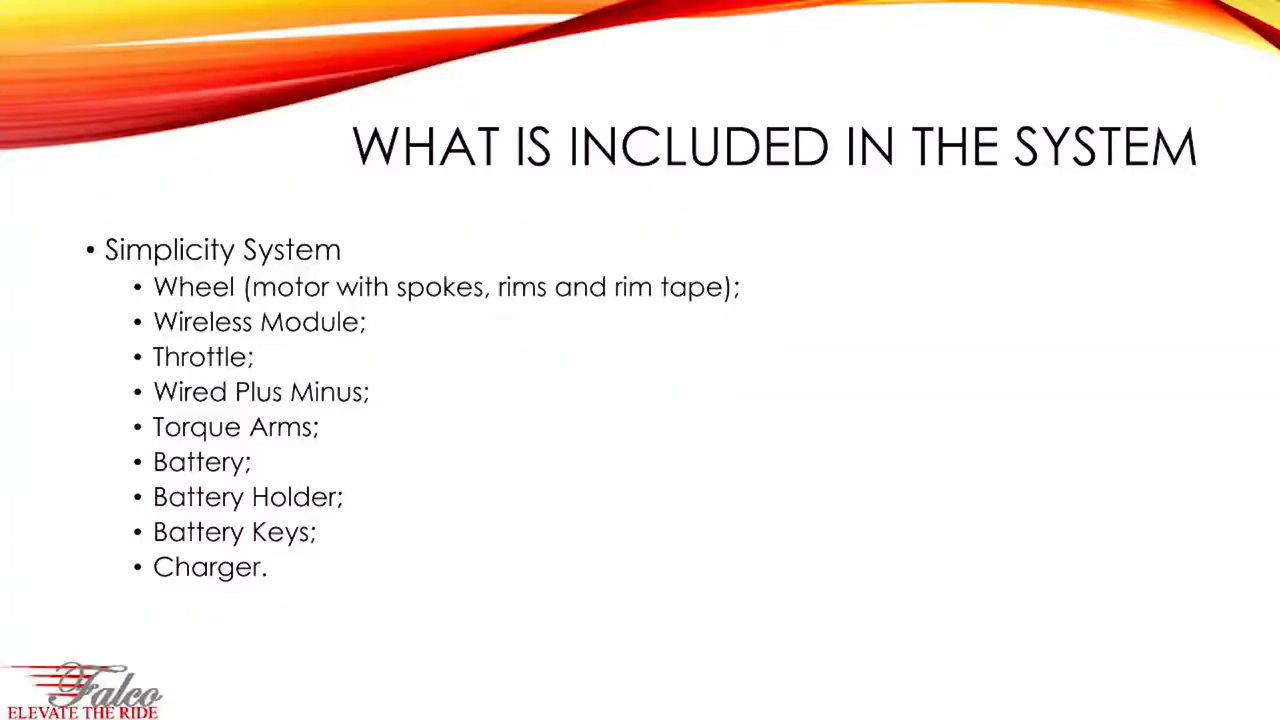 WHAT IS INCLUDED IN THE SYSTEM
• Simplicity System
• Wheel (motor with spokes, rims and rim tape);
• Wireless Module;
• Throttle;
• Wired Plus Minus;
• Torque Arms;
• Battery;
• Battery Holder;
• Battery Keys;
• Charger.
Falco
ELEVATE THE RIDE